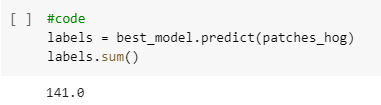 [ ] #code
labels = best_model.predict(patches_hog)
labels.sum()
141.0